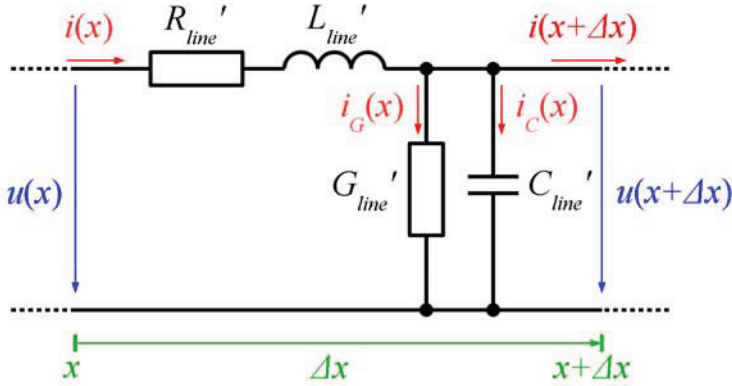 i(x) R_line' L_line' i(x+Δx)
i_G(x) i_C(x)
u(x) G_line' C_line' u(x+Δx)
x Δx x+Δx